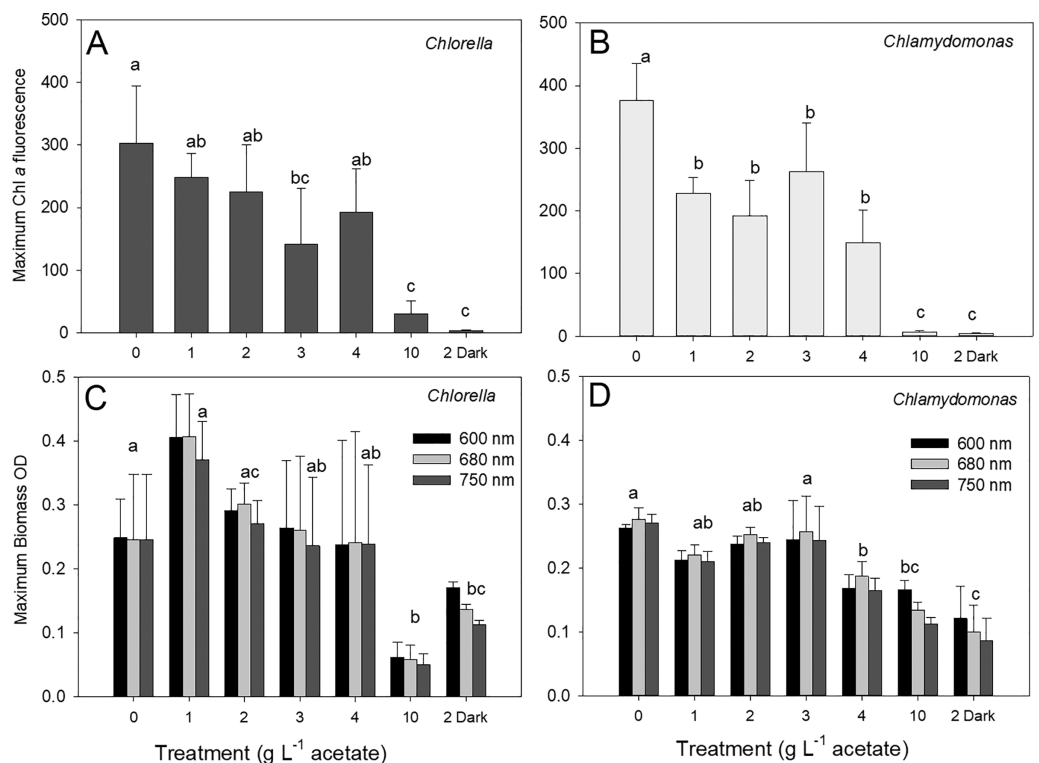 A
Chlorella
500
400
300
200
100
0
Maximum Chl a fluorescence
a
ab
ab
bc
ab
c
c
0 1 2 3 4 10 2 Dark
B
Chlamydomonas
500
400
300
200
100
0
a
b
b
b
b
c
c
0 1 2 3 4 10 2 Dark
C
Chlorella
600 nm
680 nm
750 nm
0.5
0.4
0.3
0.2
0.1
0.0
Maximum Biomass OD
a
a
ac
ab
ab
b
bc
0 1 2 3 4 10 2 Dark
Treatment (g L-1 acetate)
D
Chlamydomonas
600 nm
680 nm
750 nm
0.5
0.4
0.3
0.2
0.1
0.0
a
ab
ab
a
b
bc
c
0 1 2 3 4 10 2 Dark
Treatment (g L-1 acetate)